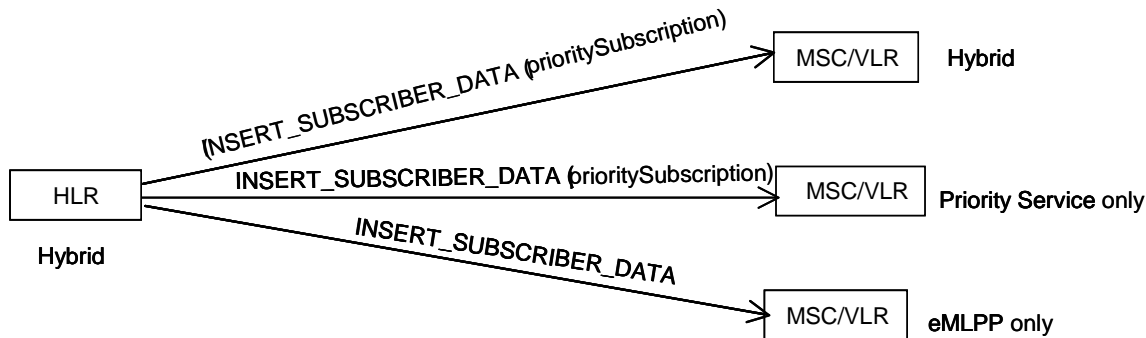 (INSERT_SUBSCRIBER_DATA (prioritySubscription)
MSC/VLR
Hybrid
INSERT_SUBSCRIBER_DATA (prioritySubscription)
HLR
MSC/VLR
Priority Service only
Hybrid
INSERT_SUBSCRIBER_DATA
MSC/VLR
eMLPP only